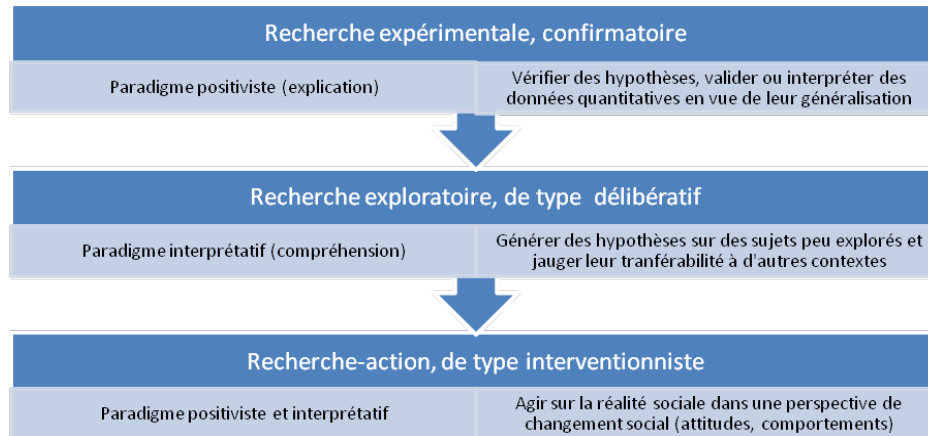 Recherche expérimentale, confirmatoire
Paradigme positiviste (explication)
Vérifier des hypothèses, valider ou interpréter des
données quantitatives en vue de leur généralisation
Recherche exploratoire, de type délibératif
Paradigme interprétatif (compréhension)
Générer des hypothèses sur des sujets peu explorés et
jauger leur tranférabilité à d'autres contextes
Recherche-action, de type interventionniste
Paradigme positiviste et interprétatif
Agir sur la réalité sociale dans une perspective de
changement social (attitudes, comportements)